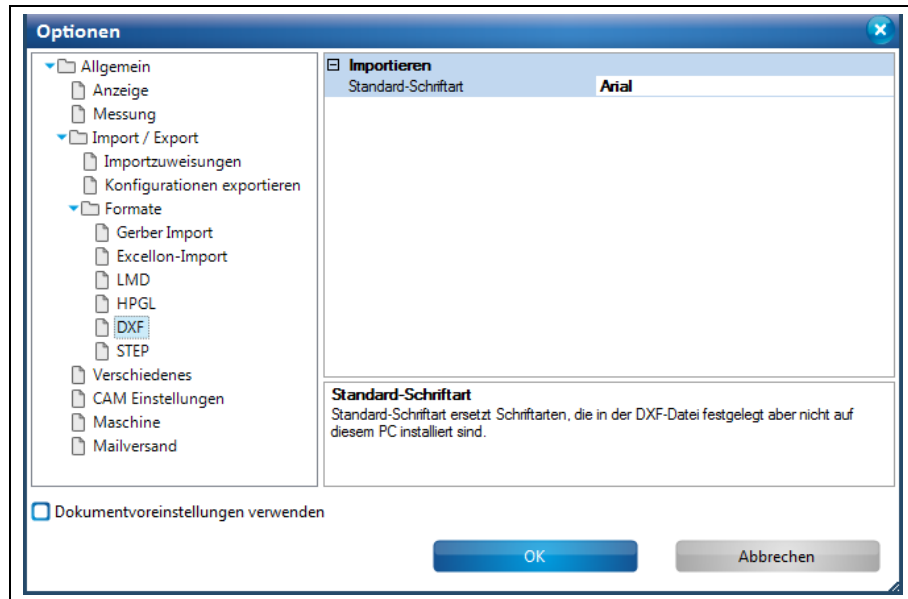 Optionen
Allgemein
Anzeige
Messung
Import / Export
Importzuweisungen
Konfigurationen exportieren
Formate
Gerber Import
Excellon-Import
LMD
HPGL
DXF
STEP
Verschiedenes
CAM Einstellungen
Maschine
Mailversand
Importieren
Standard-Schriftart Arial
Standard-Schriftart
Standard-Schriftart ersetzt Schriftarten, die in der DXF-Datei festgelegt aber nicht auf
diesem PC installiert sind.
Dokumentvoreinstellungen verwenden
OK Abbrechen